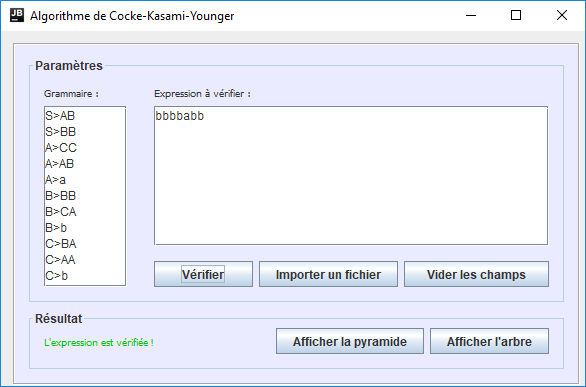 JB Algorithme de Cocke-Kasami-Younger
Paramètres
Grammaire : Expression à vérifier :
S>AB bbbbabb
S>BB
A>CC
A>AB
A>a
B>BB
B>CA
B>b
C>BA
C>AA
C>b
Vérifier Importer un fichier Vider les champs
Résultat
L'expression est vérifiée ! Afficher la pyramide Afficher l'arbre